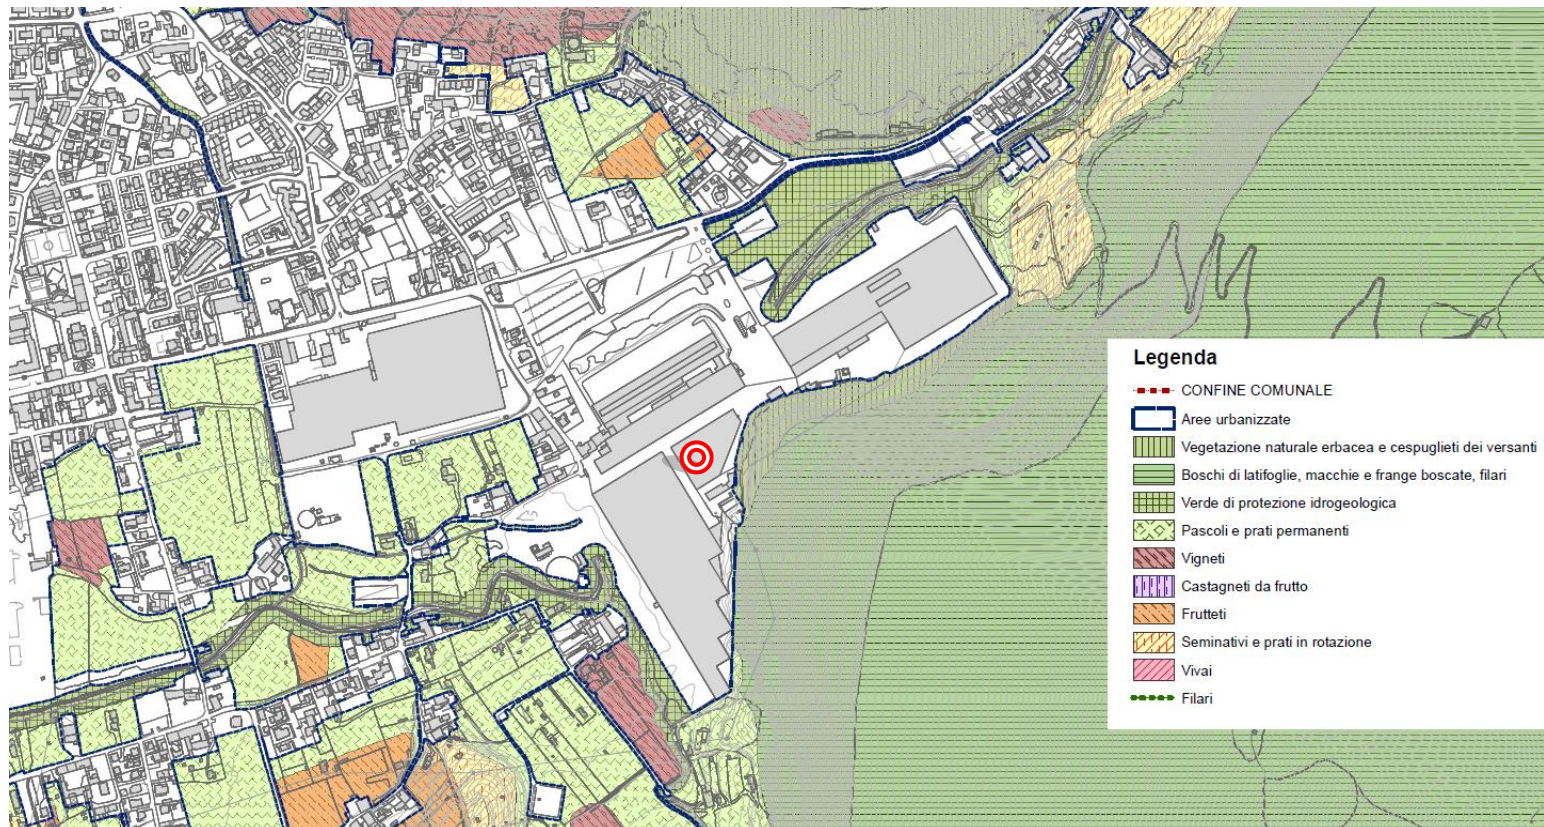 Legenda
CONFINE COMUNALE
Aree urbanizzate
Vegetazione naturale erbacea e cespuglieti dei versanti
Boschi di latifoglie, macchie e frange boscate, filari
Verde di protezione idrogeologica
Pascoli e prati permanenti
Vigneti
Castagneti da frutto
Frutteti
Seminativi e prati in rotazione
Vivai
Filari